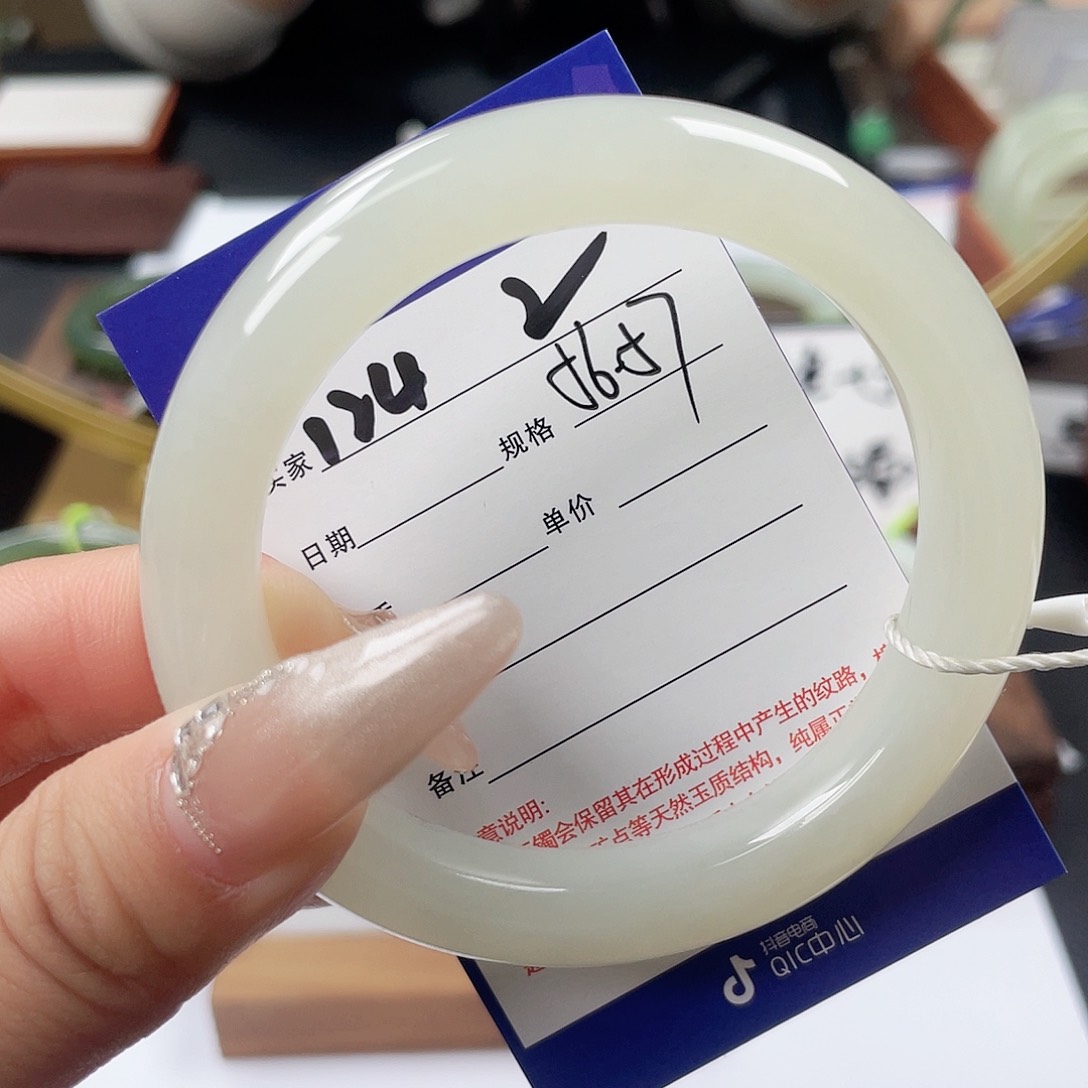 124
家
规格 56-57
日期
单价
备注
意说明:
镯会保留其在形成过程中产生的纹路,
点等天然玉质结构,纯属正
抖音电商
QIC中心